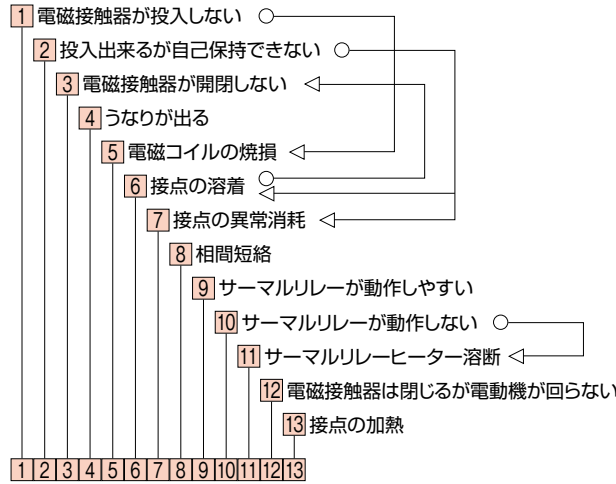 1 電磁接触器が投入しない
2 投入出来るが自己保持できない
3 電磁接触器が開閉しない
4 うなりが出る
5 電磁コイルの焼損
6 接点の溶着
7 接点の異常消耗
8 相間短絡
9 サーマルリレーが動作しやすい
10 サーマルリレーが動作しない
11 サーマルリレーヒーター溶断
12 電磁接触器は閉じるが電動機が回らない
13 接点の加熱
1 2 3 4 5 6 7 8 9 10 11 12 13